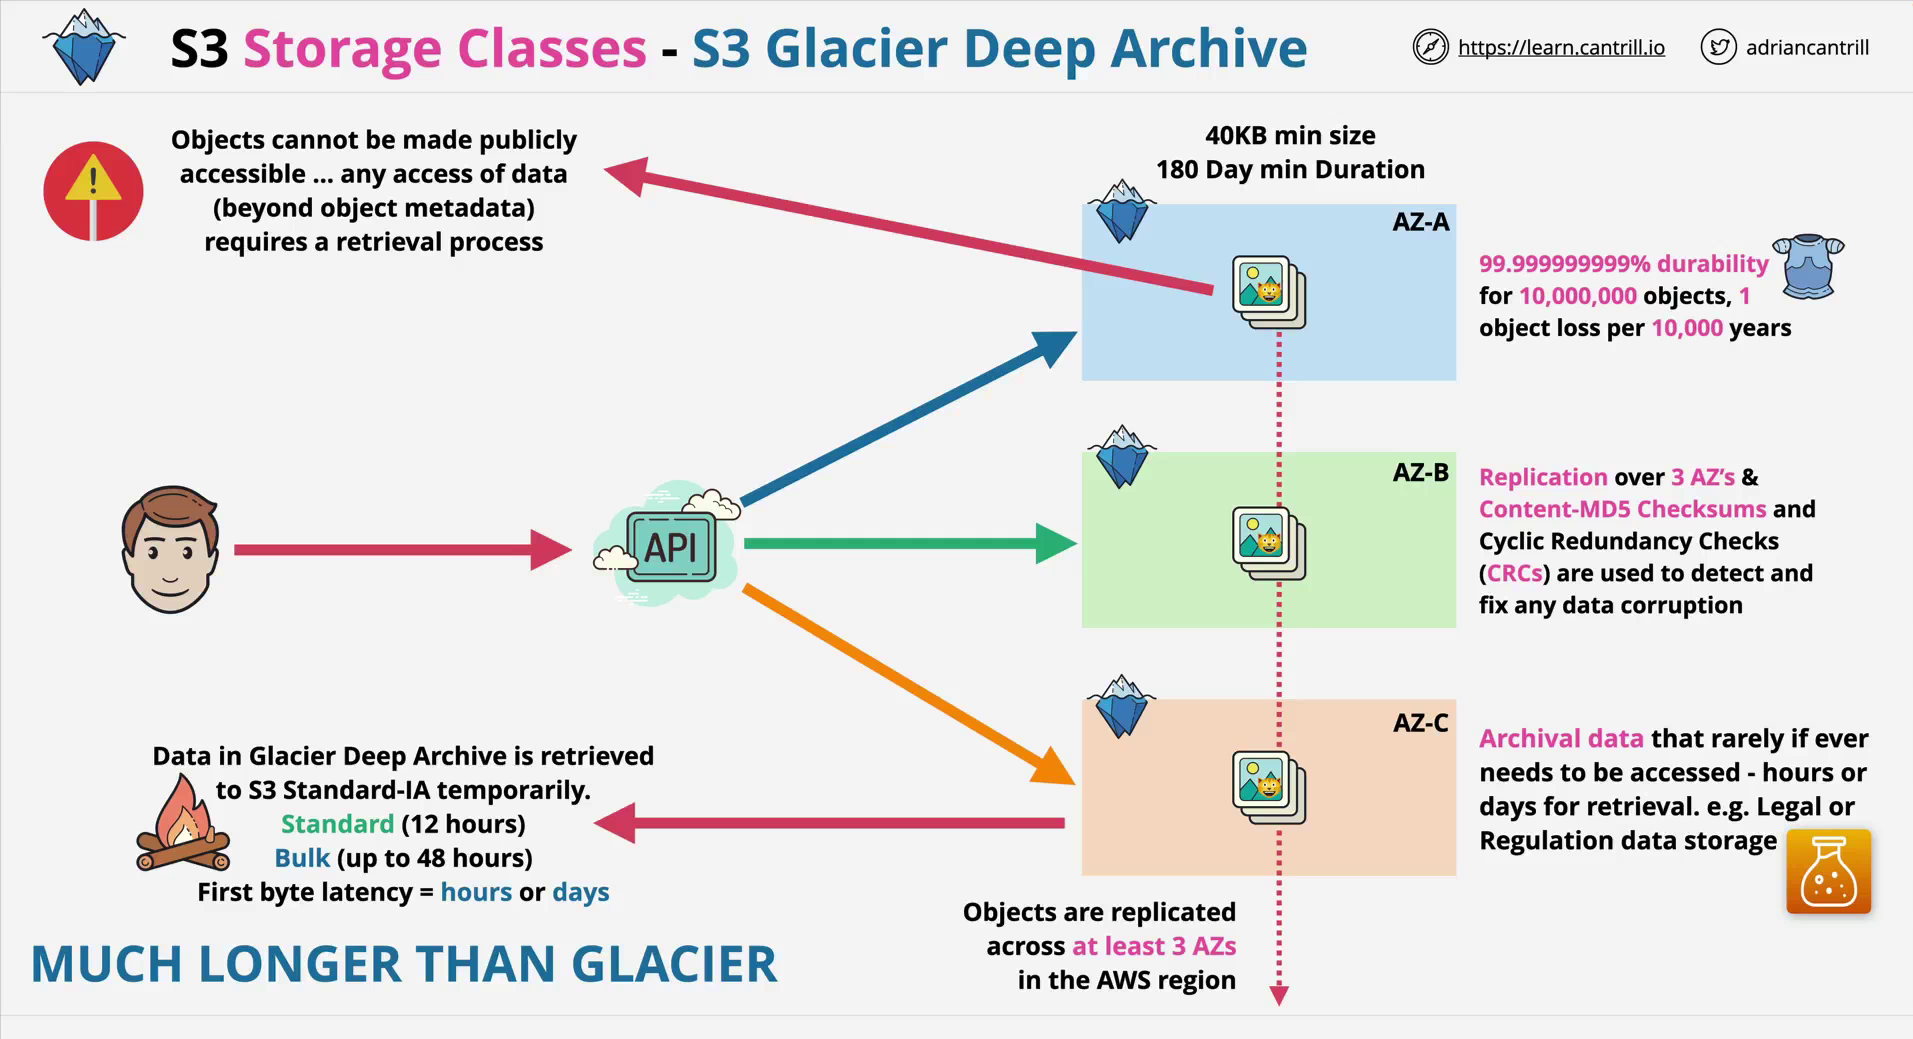 S3 Storage Classes - S3 Glacier Deep Archive
https://learn.cantrill.io
adriancantrill
Objects cannot be made publicly
accessible ... any access of data
(beyond object metadata)
requires a retrieval process
40KB min size
180 Day min Duration
AZ-A
99.999999999% durability
for 10,000,000 objects, 1
object loss per 10,000 years
API
AZ-B
Replication over 3 AZ's &
Content-MD5 Checksums and
Cyclic Redundancy Checks
(CRCs) are used to detect and
fix any data corruption
AZ-C
Archival data that rarely if ever
needs to be accessed - hours or
days for retrieval. e.g. Legal or
Regulation data storage
Data in Glacier Deep Archive is retrieved
to S3 Standard-IA temporarily.
Standard (12 hours)
Bulk (up to 48 hours)
First byte latency = hours or days
MUCH LONGER THAN GLACIER
Objects are replicated
across at least 3 AZs
in the AWS region